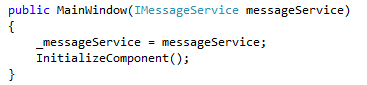 public MainWindow(IMessageService messageService)
{
    _messageService = messageService;
    InitializeComponent();
}